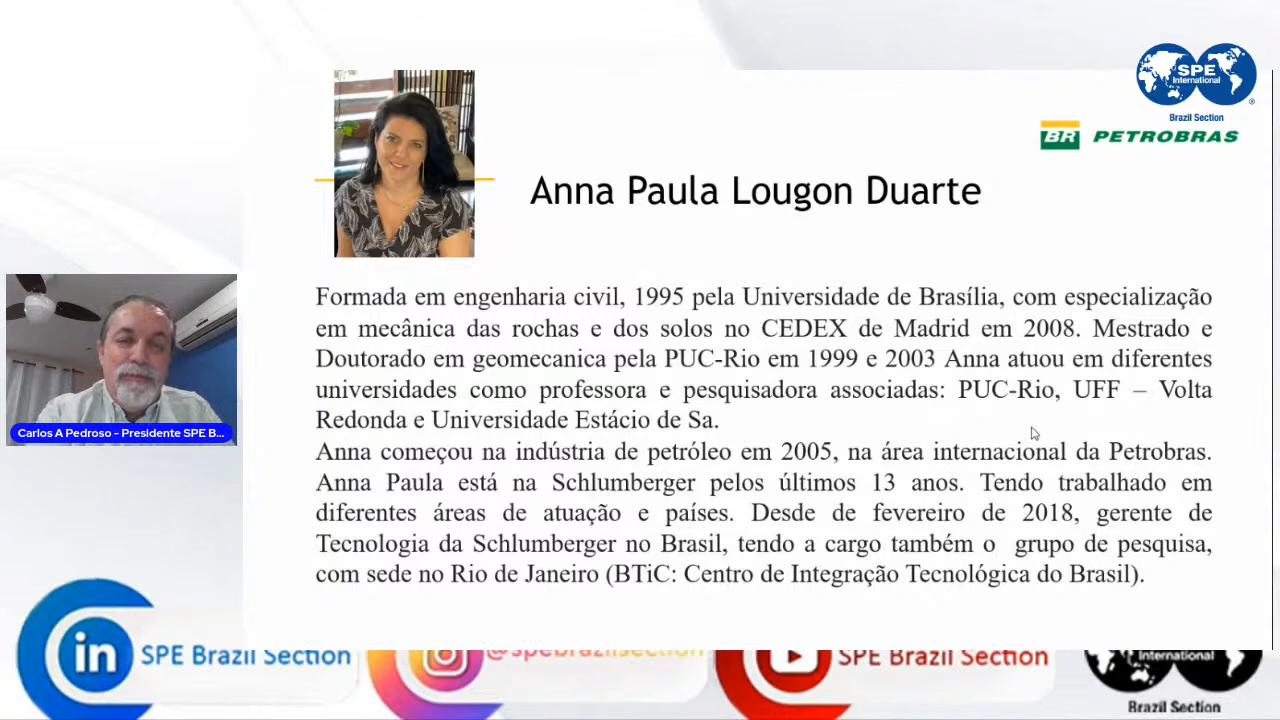 SPE
International
Brazil Section
BR PETROBRAS
Anna Paula Lougon Duarte
Formada em engenharia civil, 1995 pela Universidade de Brasília, com especialização
em mecânica das rochas e dos solos no CEDEX de Madrid em 2008. Mestrado e
Doutorado em geomecanica pela PUC-Rio em 1999 e 2003 Anna atuou em diferentes
universidades como professora e pesquisadora associadas: PUC-Rio, UFF – Volta
Redonda e Universidade Estácio de Sa.
Anna começou na indústria de petróleo em 2005, na área internacional da Petrobras.
Anna Paula está na Schlumberger pelos últimos 13 anos. Tendo trabalhado em
diferentes áreas de atuação e países. Desde de fevereiro de 2018, gerente de
Tecnologia da Schlumberger no Brasil, tendo a cargo também o grupo de pesquisa,
com sede no Rio de Janeiro (BTiC: Centro de Integração Tecnológica do Brasil).
Carlos A Pedroso - Presidente SPE B...
in SPE Brazil Section
@spebrazilsection
SPE Brazil Section
International
Brazil Section